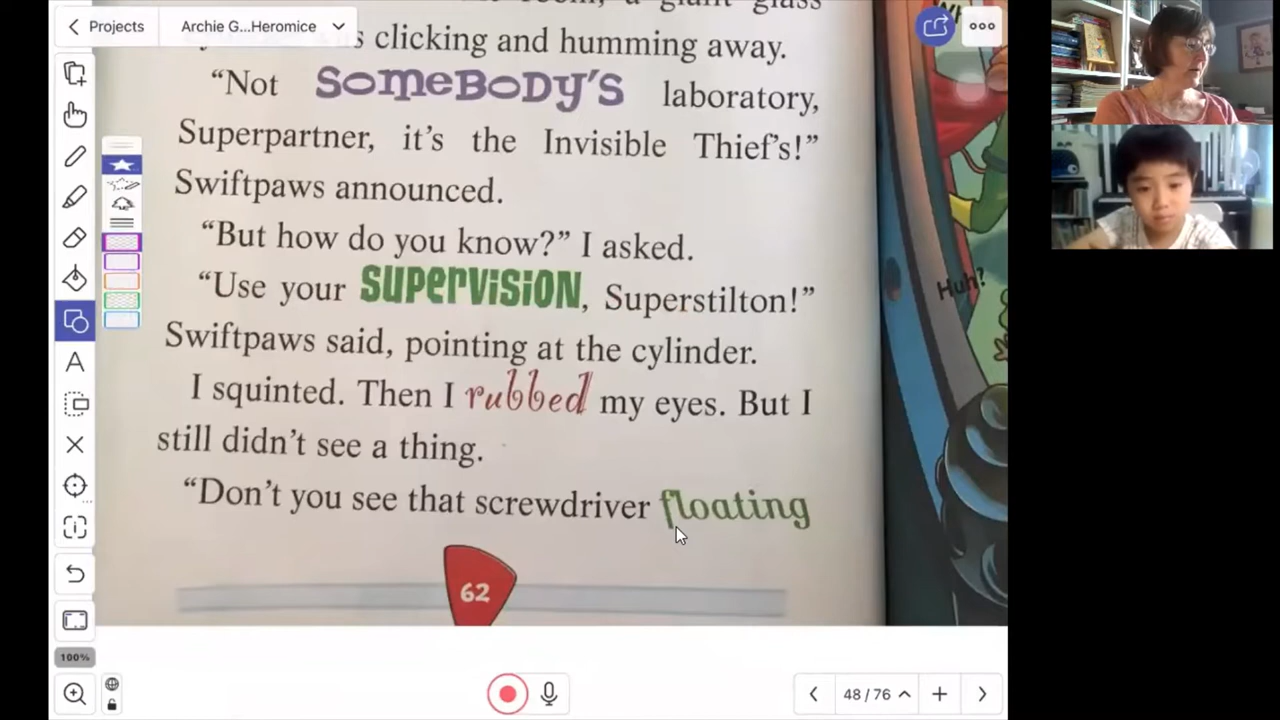 Projects
Archie G...Heromice
clicking and humming away.
“Not SOMEBODY’S laboratory,
Superpartner, it’s the Invisible Thief’s!”
Swiftpaws announced.
“But how do you know?” I asked.
“Use your SUPERVISION, Superstilton!”
Swiftpaws said, pointing at the cylinder.
I squinted. Then I rubbed my eyes. But I
still didn’t see a thing.
“Don’t you see that screwdriver floating
62
Huh?
A
100%
48 / 76